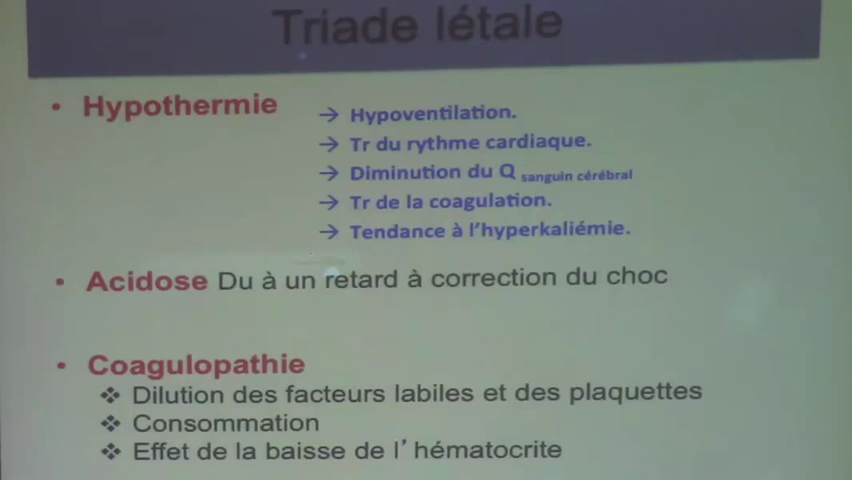 Triade létale
• Hypothermie
→ Hypoventilation.
→ Tr du rythme cardiaque.
→ Diminution du Q sanguin cérébral
→ Tr de la coagulation.
→ Tendance à l'hyperkaliémie.
• Acidose Du à un retard à correction du choc
• Coagulopathie
❖ Dilution des facteurs labiles et des plaquettes
❖ Consommation
❖ Effet de la baisse de l'hématocrite